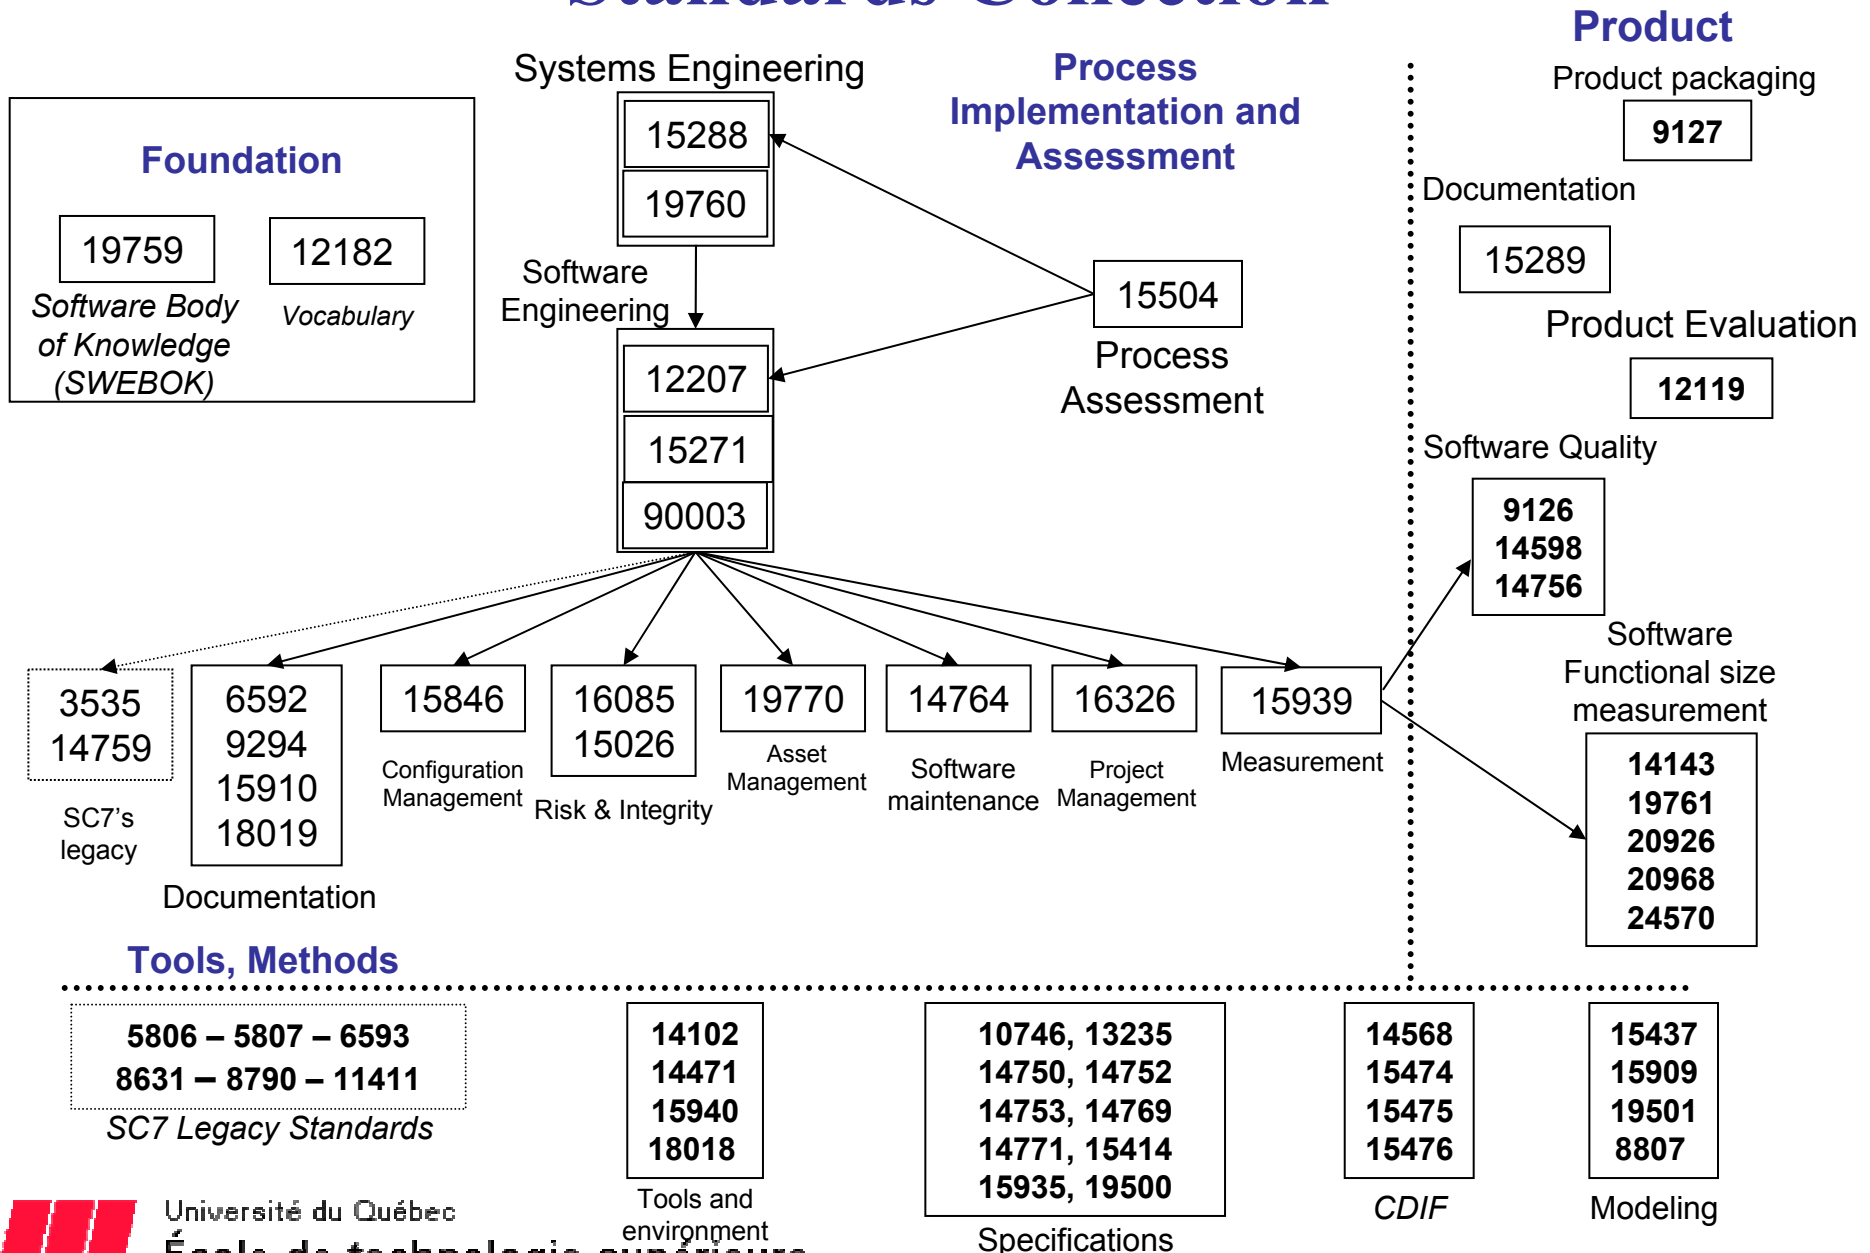 Standards Collection
Foundation
19759
Software Body
of Knowledge
(SWEBOK)
12182
Vocabulary
Systems Engineering
15288
19760
Software
Engineering
12207
15271
90003
Process
Implementation and
Assessment
15504
Process
Assessment
Product
Product packaging
9127
Documentation
15289
Product Evaluation
12119
Software Quality
9126
14598
14756
Software
Functional size
measurement
14143
19761
20926
20968
24570
3535
14759
SC7's
legacy
6592
9294
15910
18019
Documentation
15846
Configuration
Management
16085
15026
Risk & Integrity
19770
Asset
Management
14764
Software
maintenance
16326
Project
Management
15939
Measurement
Tools, Methods
5806 – 5807 – 6593
8631 – 8790 – 11411
SC7 Legacy Standards
14102
14471
15940
18018
Tools and
environment
10746, 13235
14750, 14752
14753, 14769
14771, 15414
15935, 19500
Specifications
14568
15474
15475
15476
CDIF
15437
15909
19501
8807
Modeling
Université du Québec
École de technologie supérieure